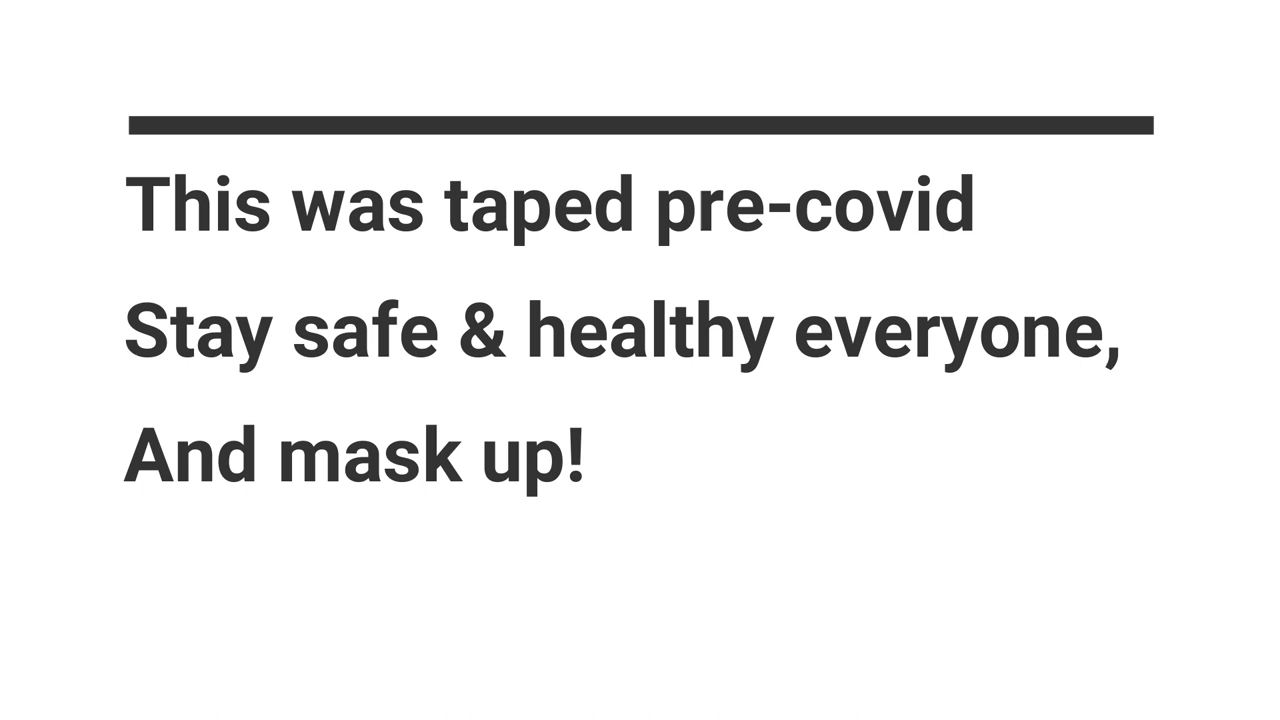 This was taped pre-covid
Stay safe & healthy everyone,
And mask up!